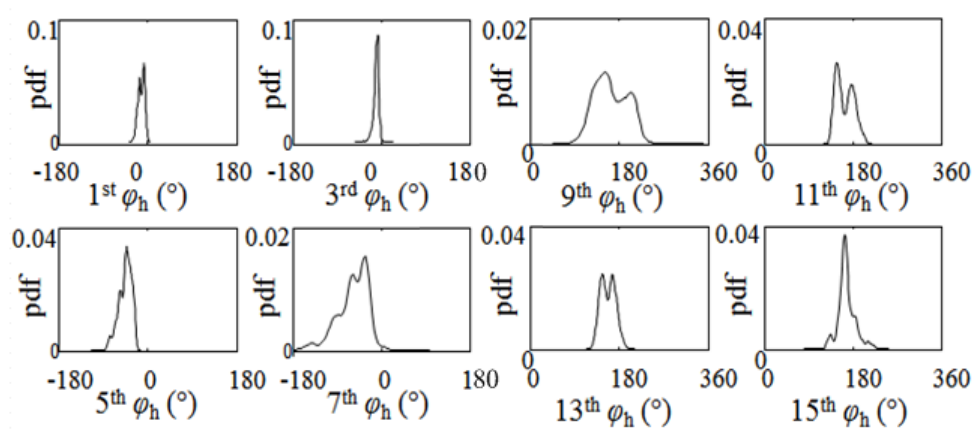 0.1 0.1 0.02 0.04
pdf pdf pdf pdf
0 0 0 0
-180 0 180 -180 0 180 0 180 360 0 180 360
1st φh (°) 3rd φh (°) 9th φh (°) 11th φh (°)
0.04 0.02 0.04 0.04
pdf pdf pdf pdf
0 0
-180 0 180 -180 0 180 0 180 360 0 180 360
5th φh (°) 7th φh (°) 13th φh (°) 15th φh (°)